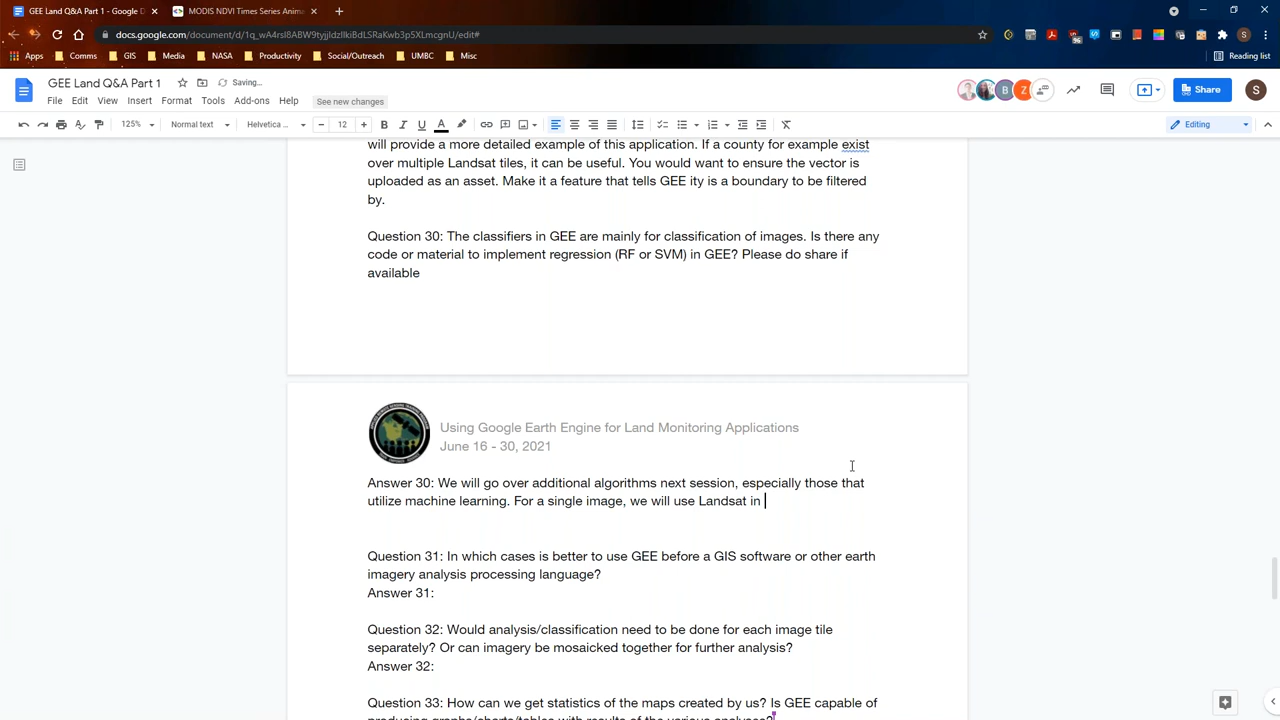 GEE Land Q&A Part 1 - Google D
MODIS NDVI Times Series Anima
docs.google.com/document/d/
Apps
Comms
GIS
Media
NASA
Productivity
Social/Outreach
UMBC
Misc
Reading list
GEE Land Q&A Part 1
Saving...
File
Edit
View
Insert
Format
Tools
Add-ons
Help
See new changes
Share
S
125%
Normal text
Helvetica ...
12
Editing
will provide a more detailed example of this application. If a county for example exist
over multiple Landsat tiles, it can be useful. You would want to ensure the vector is
uploaded as an asset. Make it a feature that tells GEE ity is a boundary to be filtered
by.
Question 30: The classifiers in GEE are mainly for classification of images. Is there any
code or material to implement regression (RF or SVM) in GEE? Please do share if
available
Using Google Earth Engine for Land Monitoring Applications
June 16 - 30, 2021
Answer 30: We will go over additional algorithms next session, especially those that
utilize machine learning. For a single image, we will use Landsat in
Question 31: In which cases is better to use GEE before a GIS software or other earth
imagery analysis processing language?
Answer 31:
Question 32: Would analysis/classification need to be done for each image tile
separately? Or can imagery be mosaicked together for further analysis?
Answer 32:
Question 33: How can we get statistics of the maps created by us? Is GEE capable of
producing graphs/charts/tables with results of the various analyses?